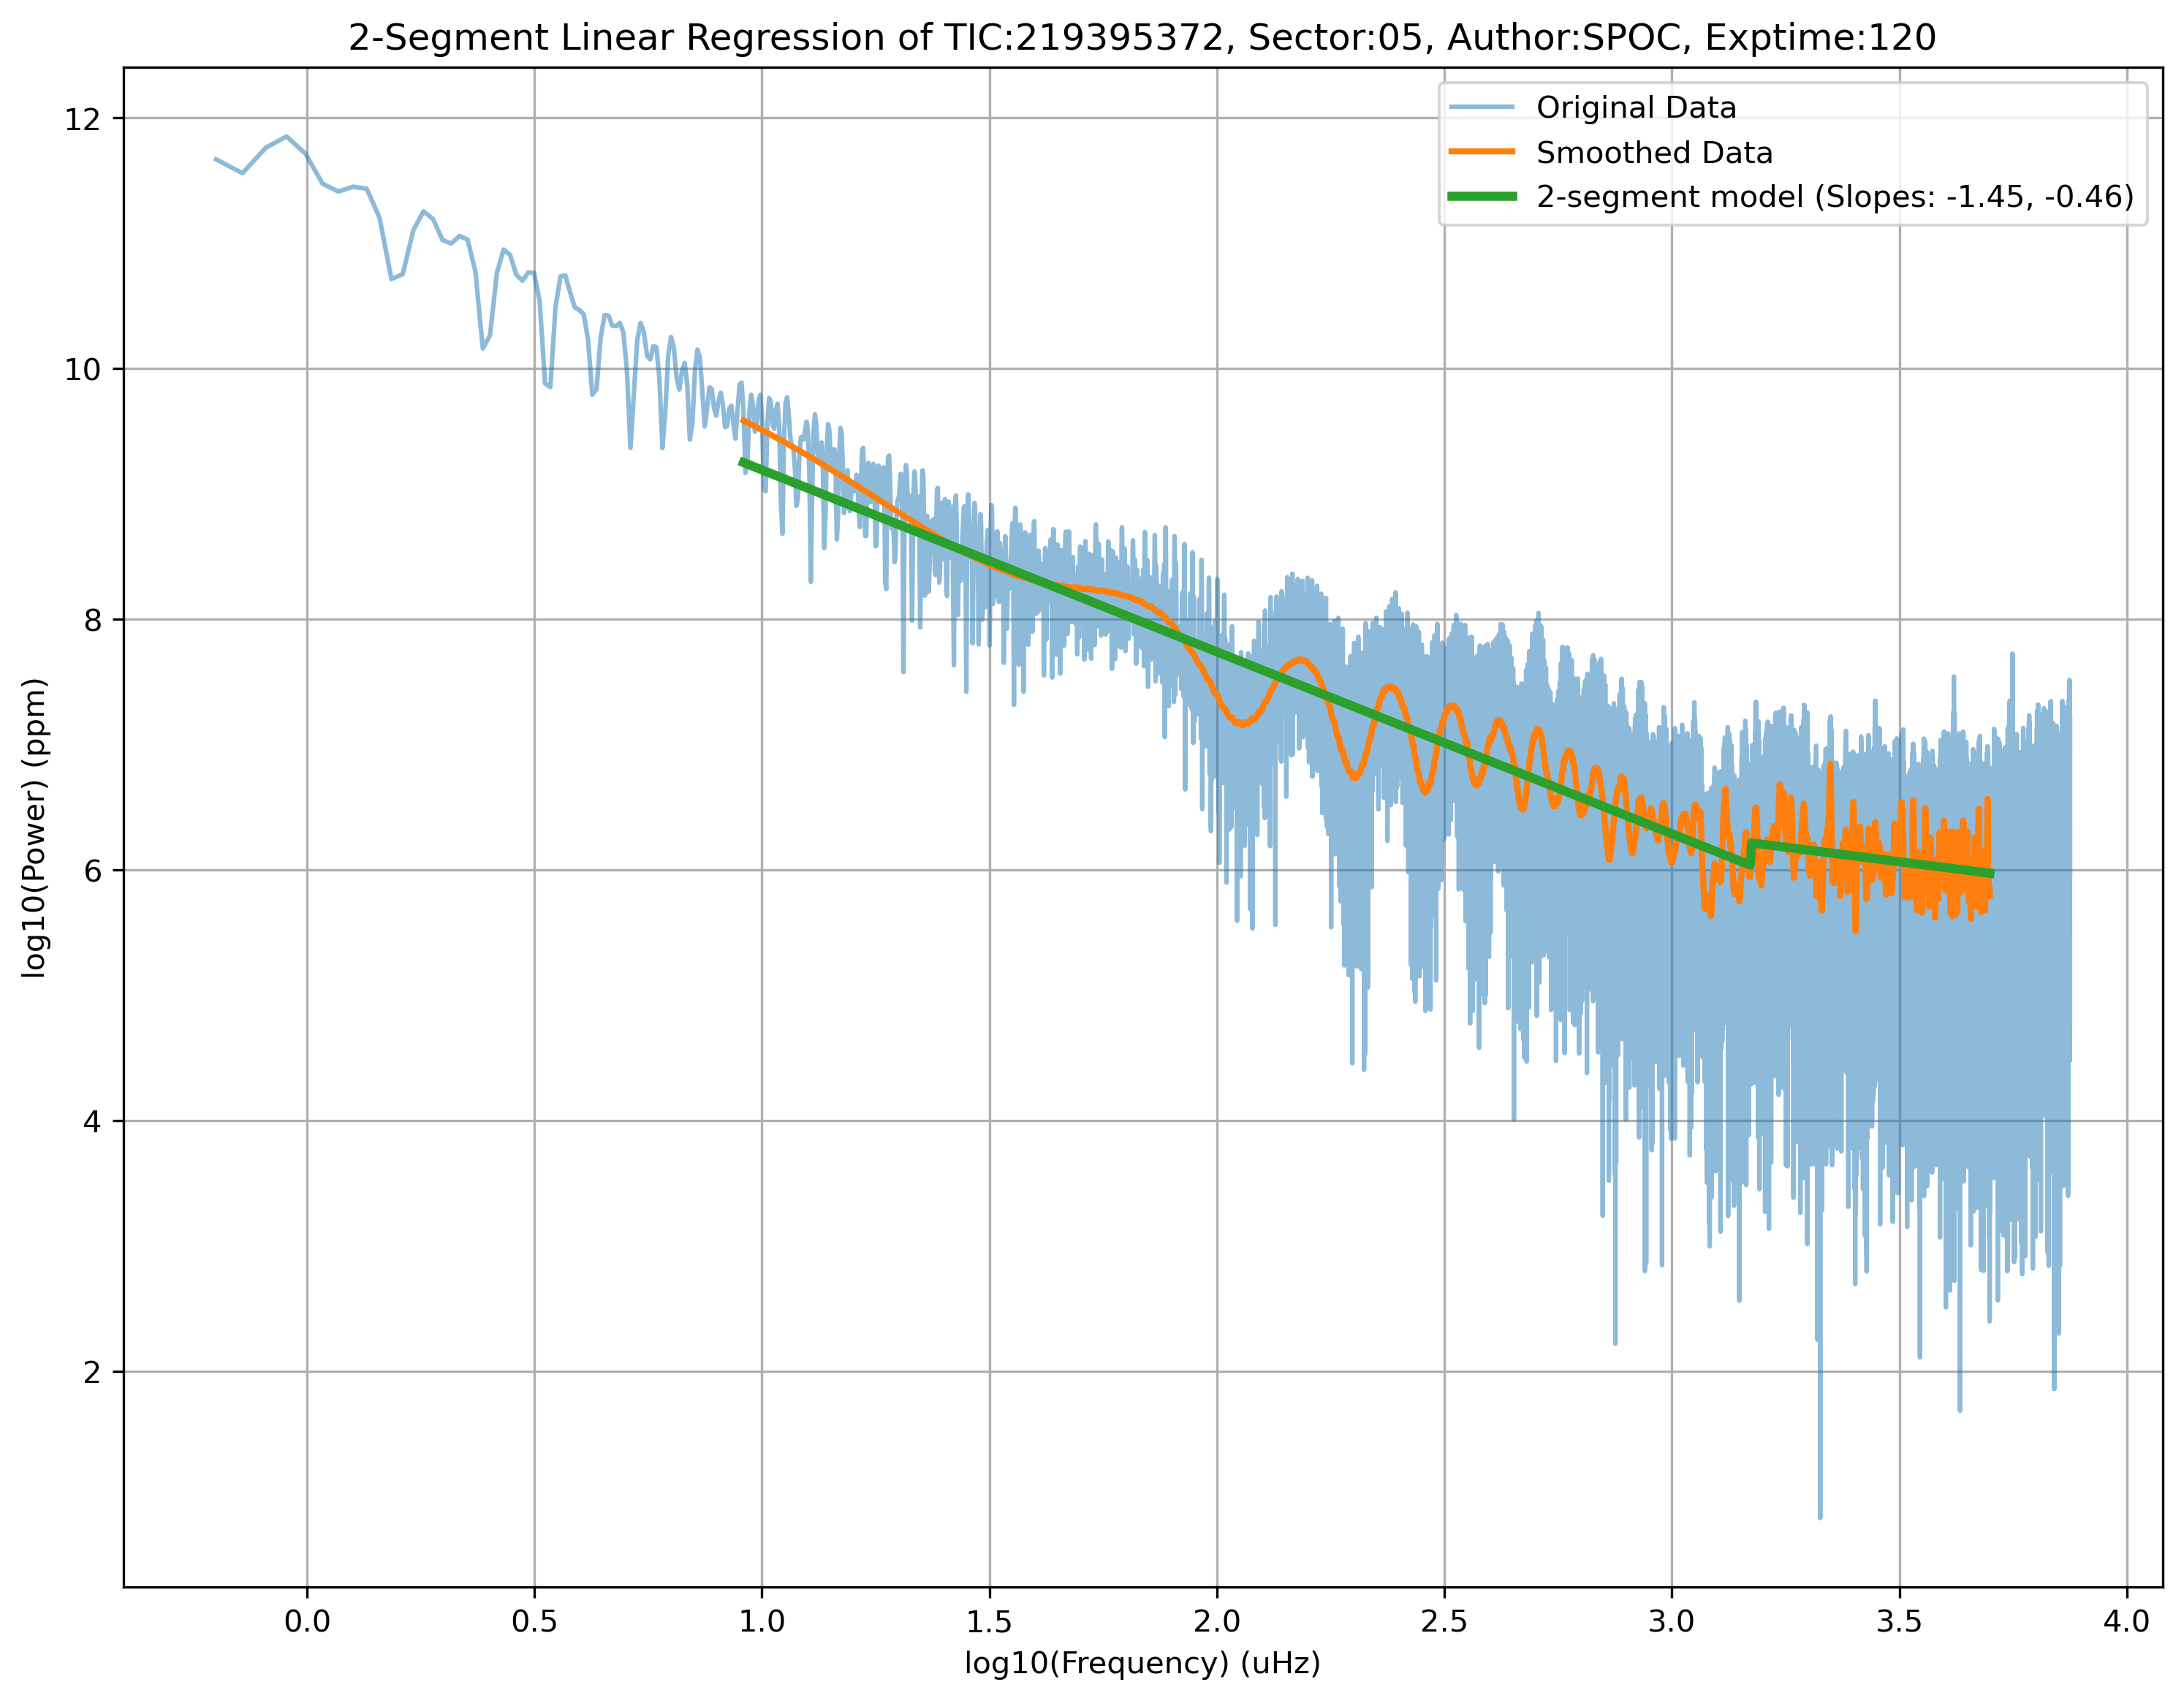 2-Segment Linear Regression of TIC:219395372, Sector:05, Author:SPOC, Exptime:120
Original Data
Smoothed Data
2-segment model (Slopes: -1.45, -0.46)
log10(Power) (ppm)
12
10
8
6
4
2
0.0 0.5 1.0 1.5 2.0 2.5 3.0 3.5 4.0
log10(Frequency) (uHz)